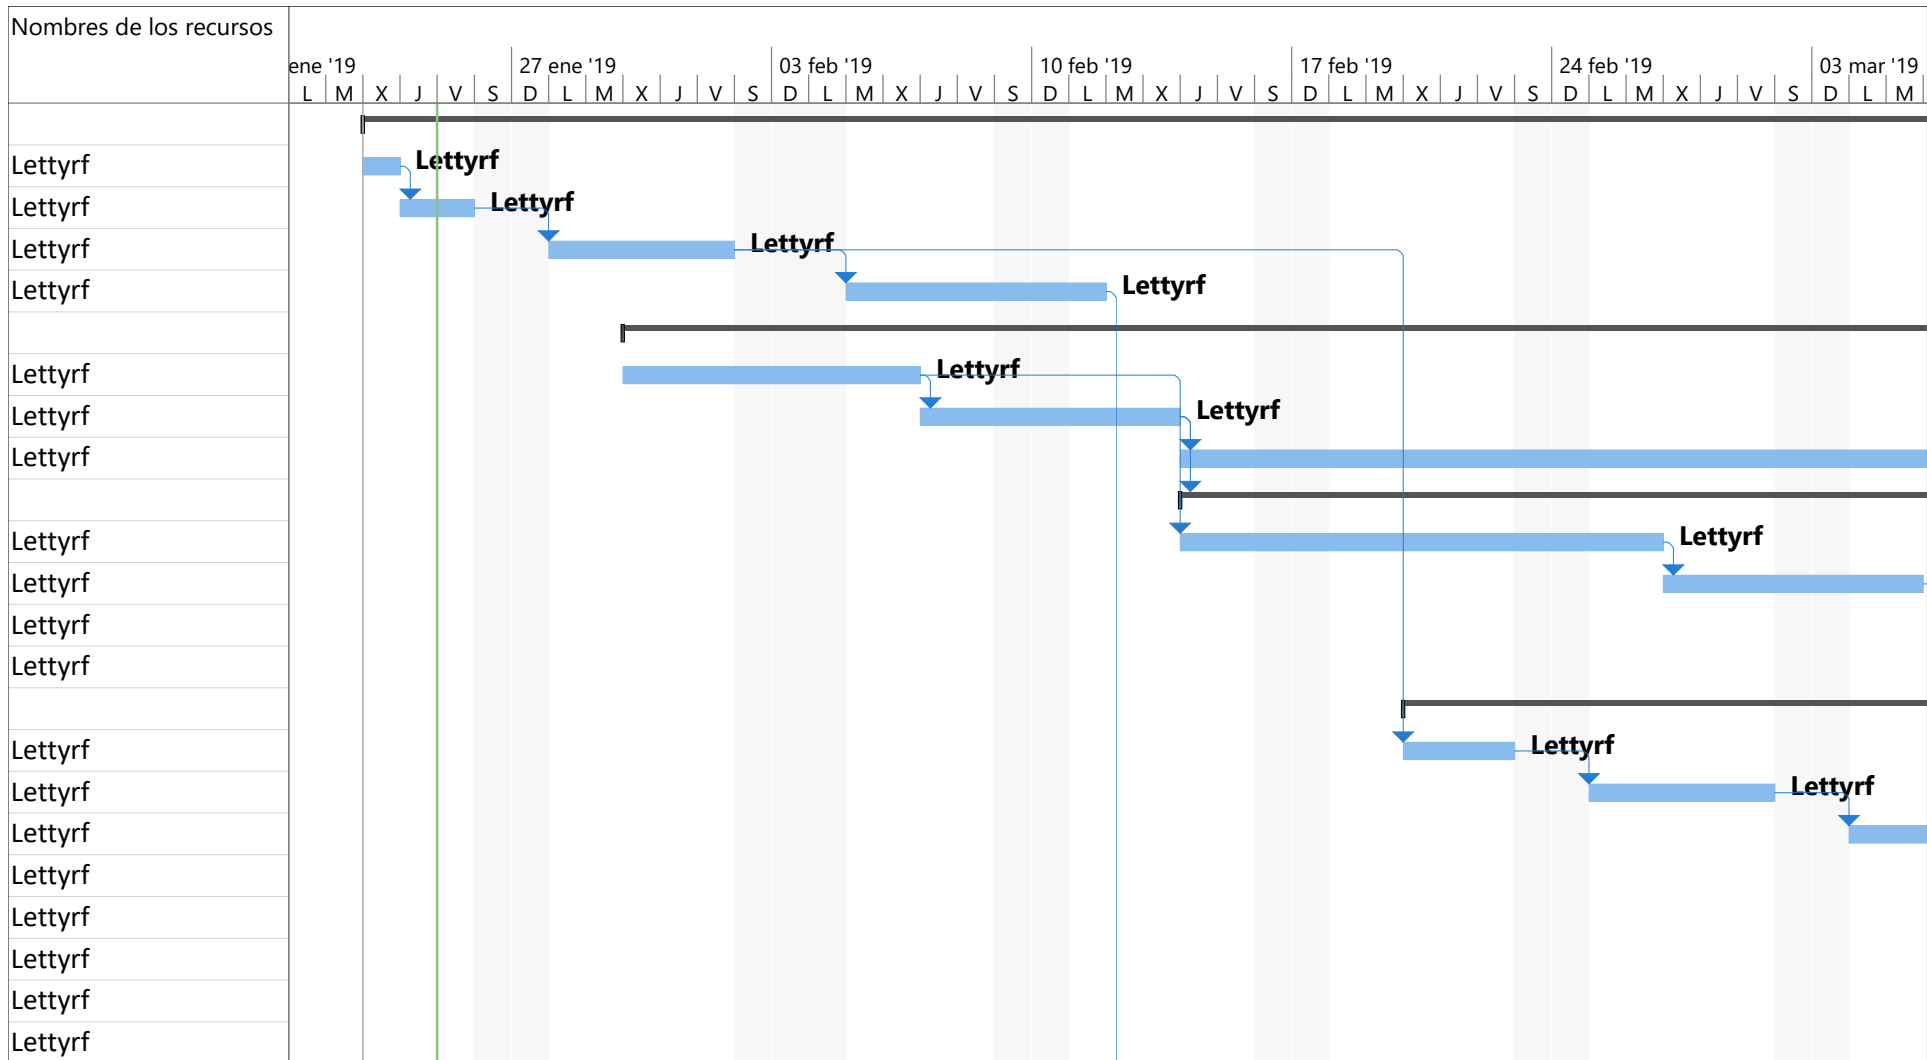 Nombres de los recursos
ene '19 27 ene '19 03 feb '19 10 feb '19 17 feb '19 24 feb '19 03 mar '19
L M X J V S D L M X J V S D L M X J V S D L M X J V S D L M X J V S D L M X J V S D L M
Lettyrf Lettyrf
Lettyrf Lettyrf
Lettyrf Lettyrf
Lettyrf Lettyrf
Lettyrf Lettyrf
Lettyrf Lettyrf
Lettyrf
Lettyrf Lettyrf
Lettyrf
Lettyrf
Lettyrf
Lettyrf Lettyrf
Lettyrf Lettyrf
Lettyrf
Lettyrf
Lettyrf
Lettyrf
Lettyrf
Lettyrf